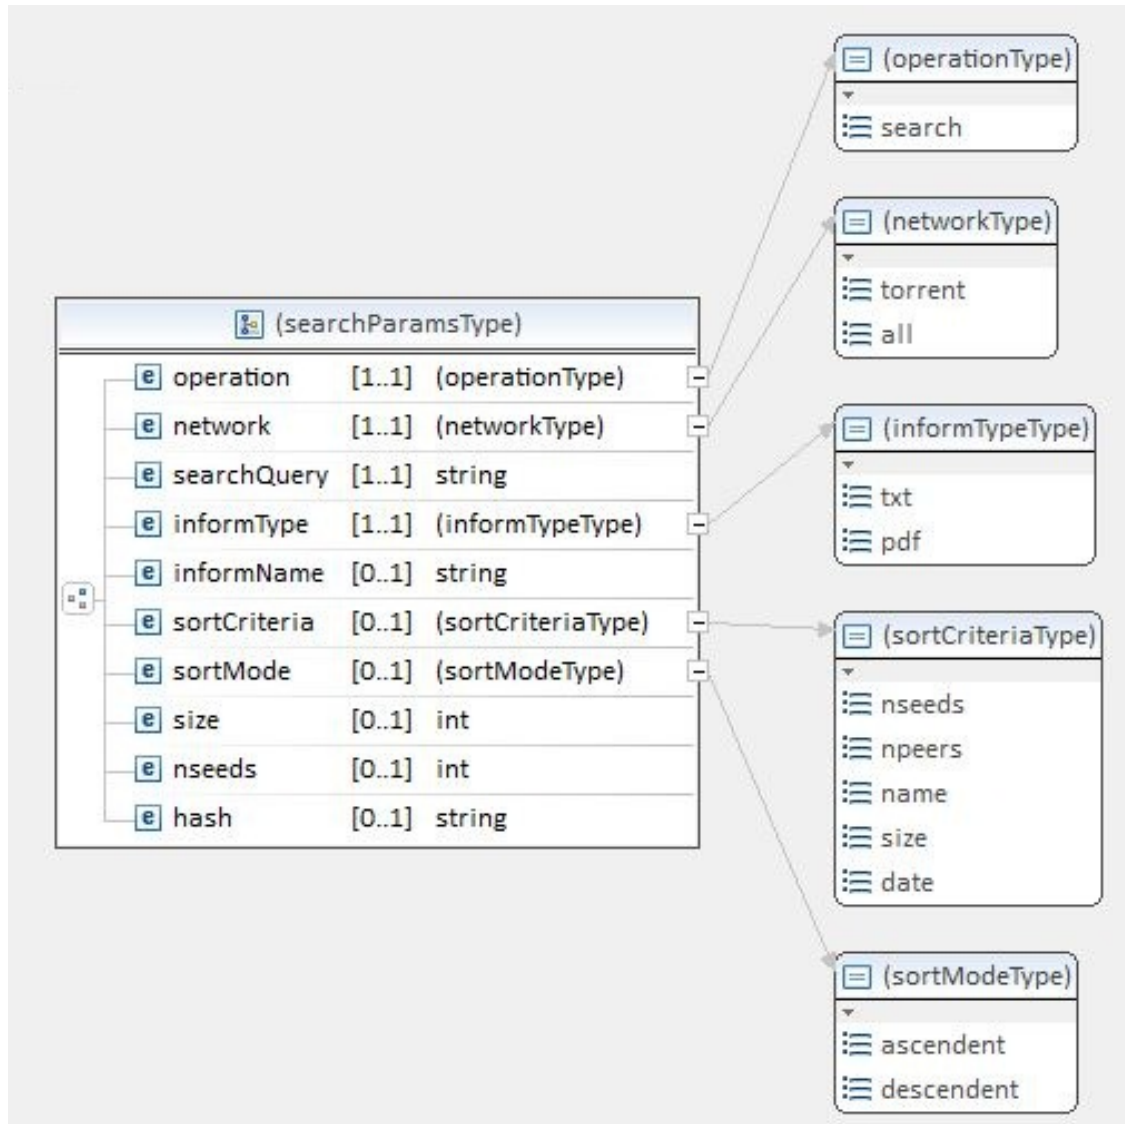 (searchParamsType)
e operation [1..1] (operationType)
e network [1..1] (networkType)
e searchQuery [1..1] string
e informType [1..1] (informTypeType)
e informName [0..1] string
e sortCriteria [0..1] (sortCriteriaType)
e sortMode [0..1] (sortModeType)
e size [0..1] int
e nseeds [0..1] int
e hash [0..1] string
(operationType)
search
(networkType)
torrent
all
(informTypeType)
txt
pdf
(sortCriteriaType)
nseeds
npeers
name
size
date
(sortModeType)
ascendent
descendent